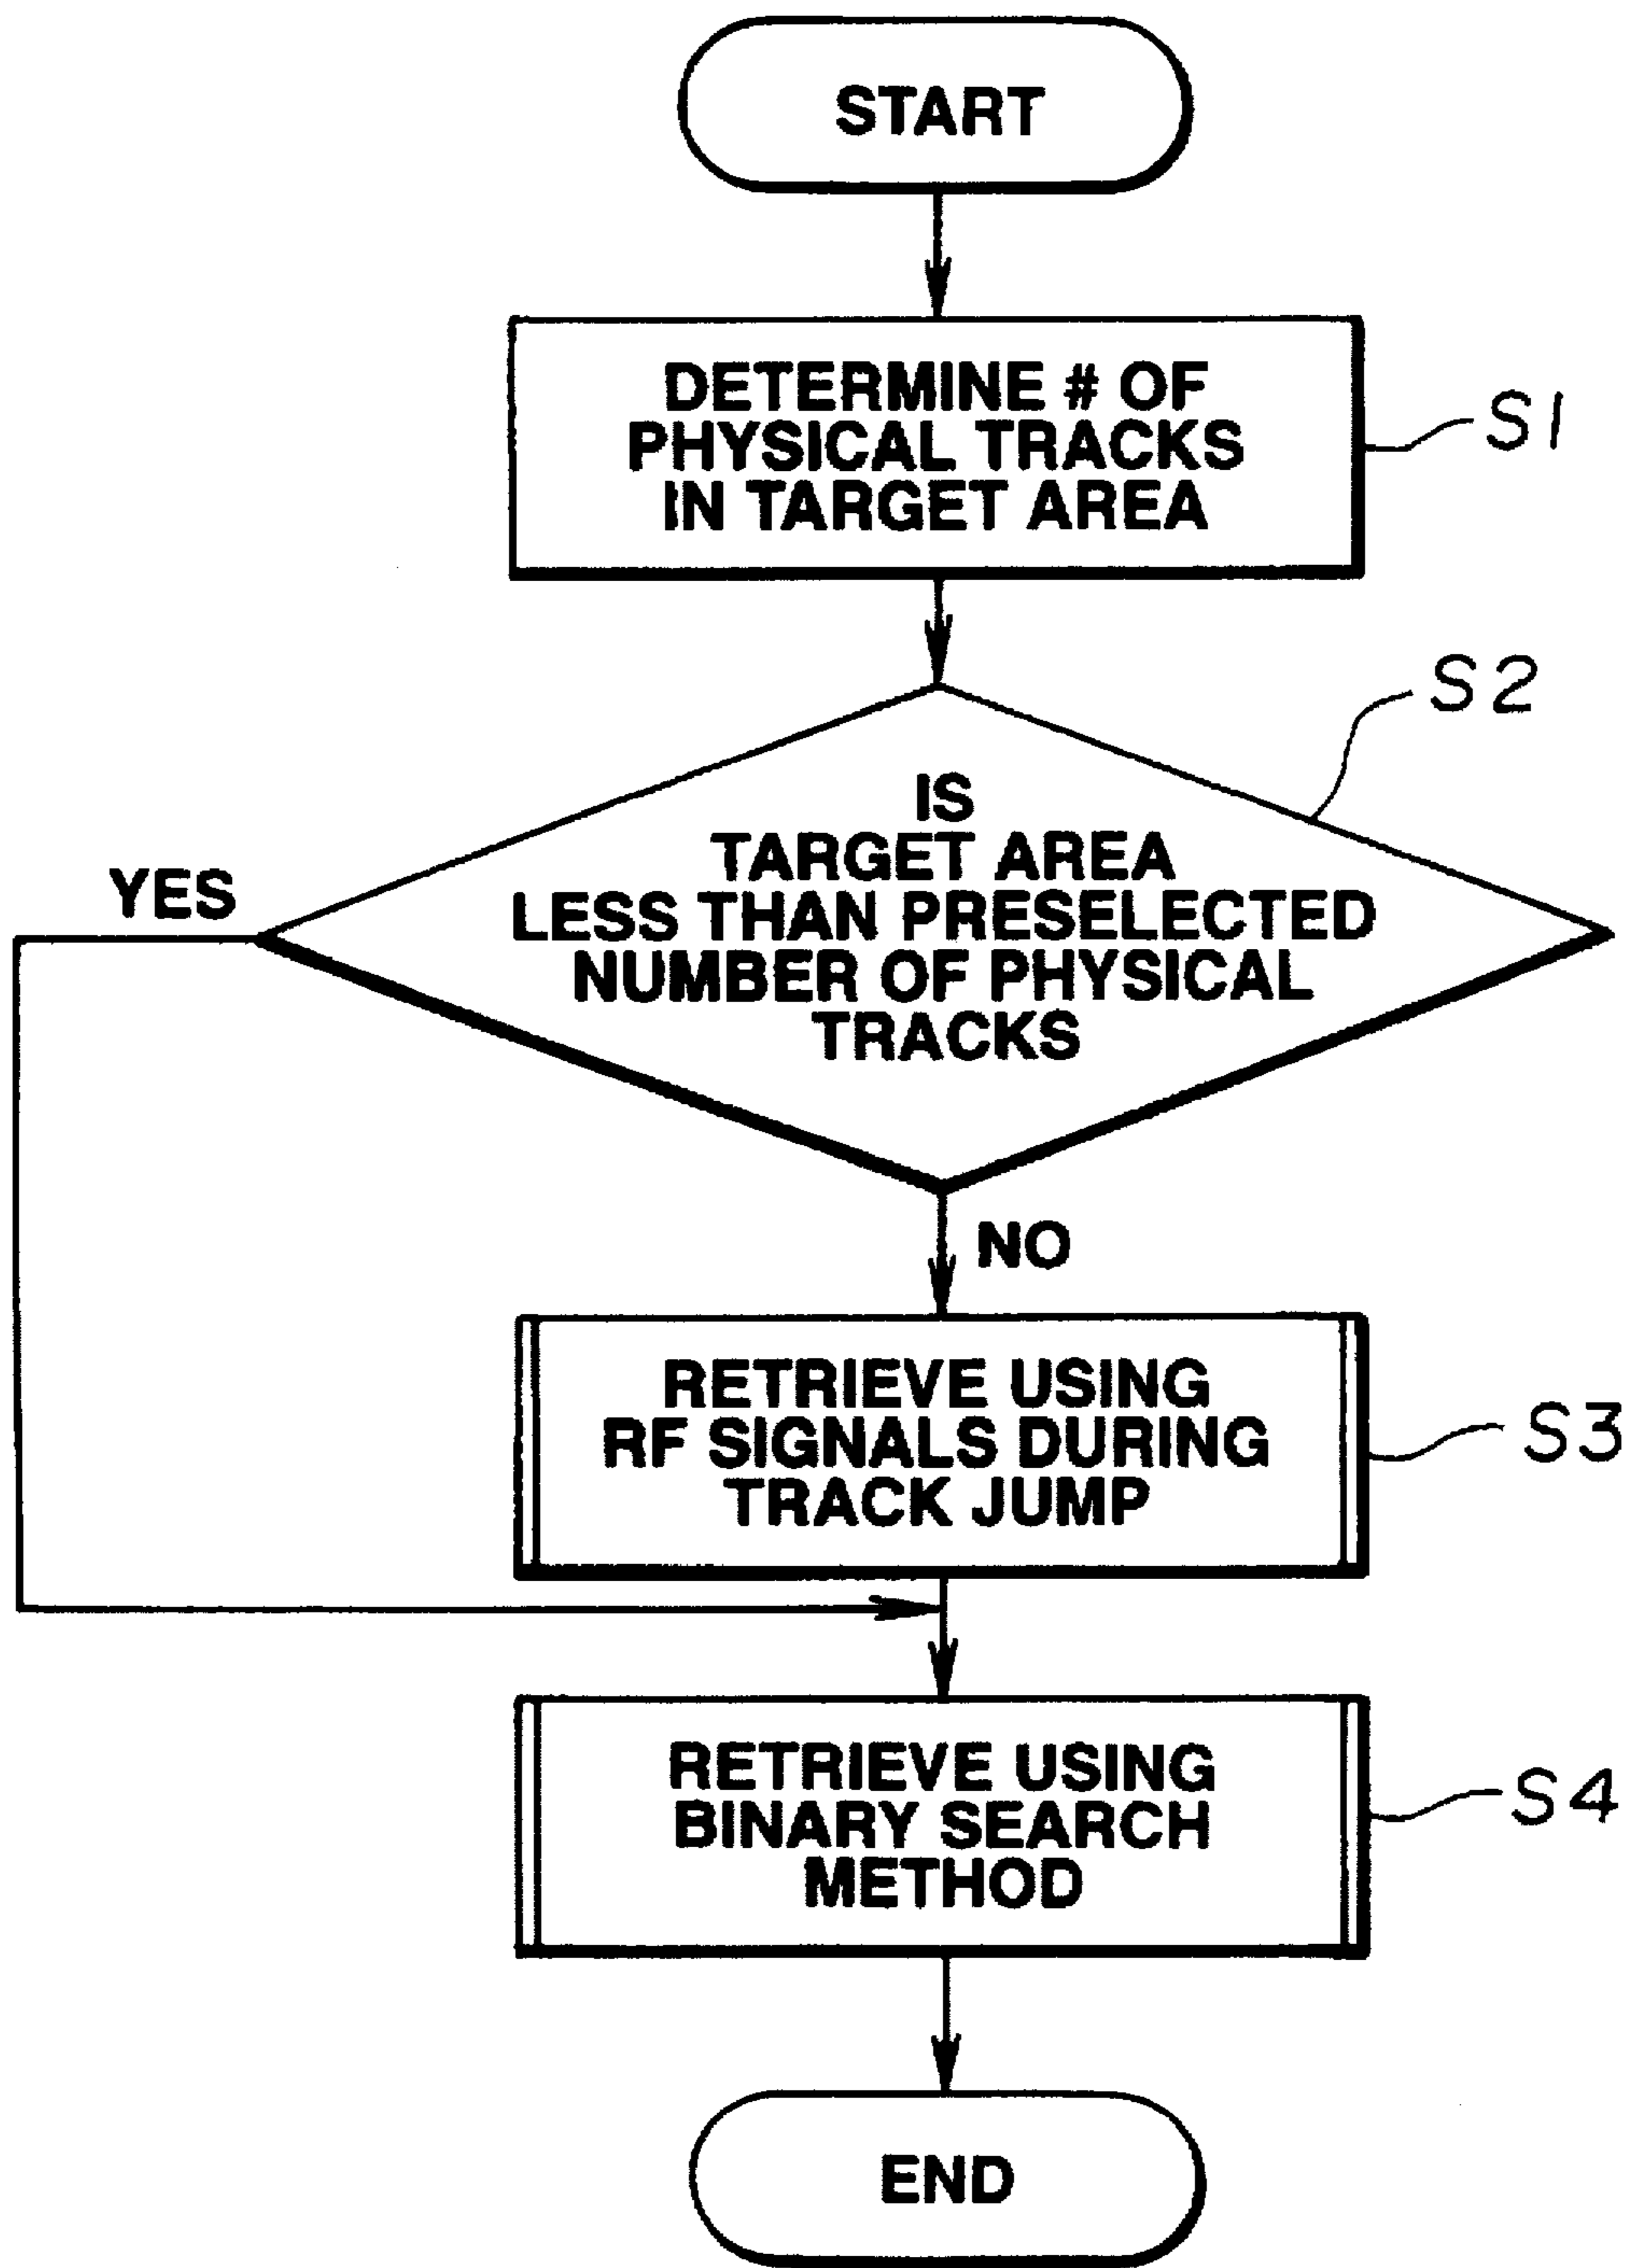 START
DETERMINE # OF
PHYSICAL TRACKS
IN TARGET AREA
S1
S2
IS
TARGET AREA
LESS THAN PRESELECTED
NUMBER OF PHYSICAL
TRACKS
YES
NO
RETRIEVE USING
RF SIGNALS DURING
TRACK JUMP
S3
RETRIEVE USING
BINARY SEARCH
METHOD
S4
END